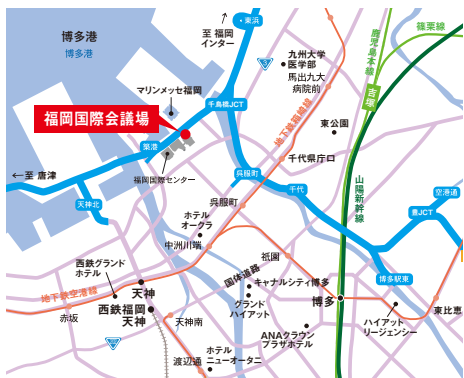 博多港
博多港
至 福岡
インター
東浜
マリンメッセ福岡
九州大学
医学部
馬出九大
病院前
鹿児島本線
篠栗線
吉塚
千鳥橋JCT
福岡国際会議場
築港
福岡国際センター
地下鉄箱崎線
東公園
千代県庁口
←至 唐津
天神北
呉服町
千代
山陽新幹線
空港通
豊JCT
呉服町
ホテル
オークラ
中洲川端
祇園
西鉄グランド
ホテル
国体道路
キャナルシティ博多
博多駅東
地下鉄空港線
天神
グランド
ハイアット
博多
赤坂
西鉄福岡
天神
天神南
ANAクラウン
プラザホテル
ハイアット
リージェンシー
東比恵
渡辺通
ホテル
ニューオータニ